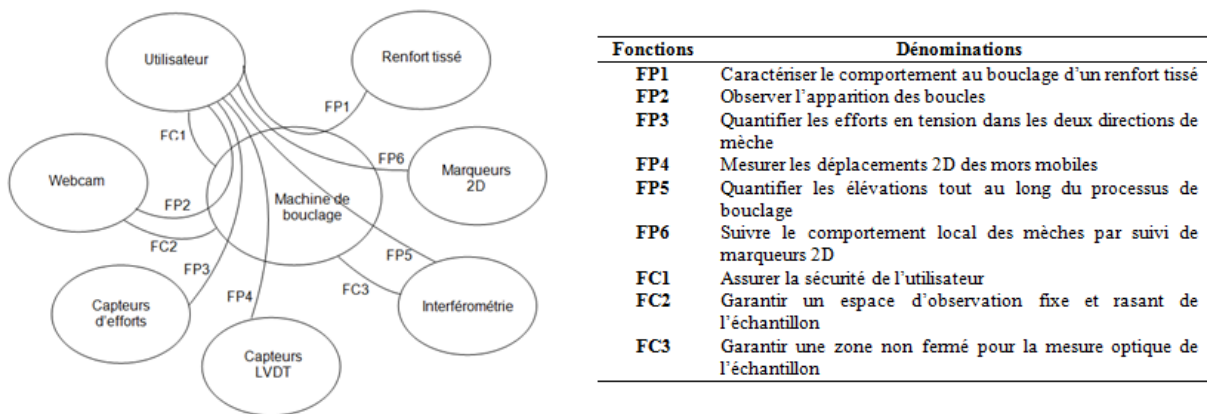 Utilisateur
Renfort tissé
FP1
FC1
FP6
Marqueurs
2D
Webcam
Machine de
bouclage
FP2
FC2
FP5
FP3
FC3
FP4
Interférométrie
Capteurs
d'efforts
Capteurs
LVDT
Fonctions Dénominations
FP1 Caractériser le comportement au bouclage d'un renfort tissé
FP2 Observer l'apparition des boucles
FP3 Quantifier les efforts en tension dans les deux directions de
mèche
FP4 Mesurer les déplacements 2D des mors mobiles
FP5 Quantifier les élévations tout au long du processus de
bouclage
FP6 Suivre le comportement local des mèches par suivi de
marqueurs 2D
FC1 Assurer la sécurité de l'utilisateur
FC2 Garantir un espace d'observation fixe et rasant de
l'échantillon
FC3 Garantir une zone non fermé pour la mesure optique de
l'échantillon